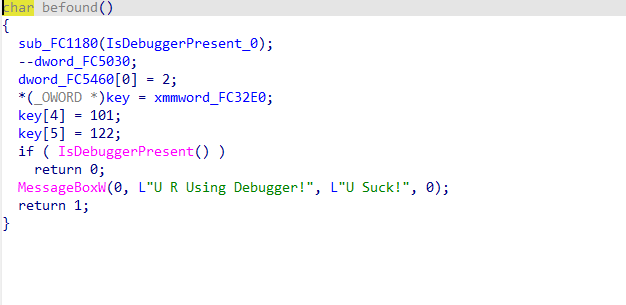 char befound()
{
  sub_FC1180(IsDebuggerPresent_0);
  --dword_FC5030;
  dword_FC5460[0] = 2;
  *(_OWORD *)key = xmmword_FC32E0;
  key[4] = 101;
  key[5] = 122;
  if ( IsDebuggerPresent() )
    return 0;
  MessageBoxW(0, L"U R Using Debugger!", L"U Suck!", 0);
  return 1;
}